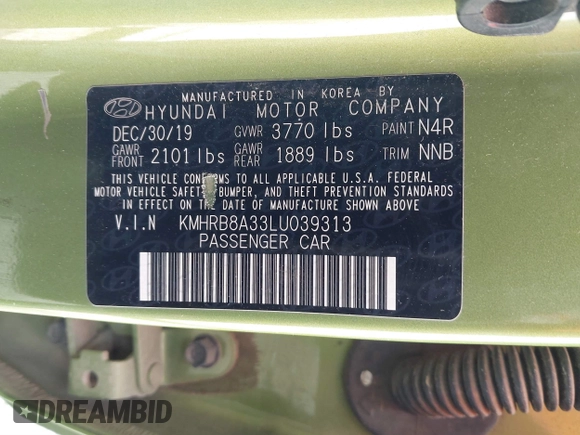 MANUFACTURED IN KOREA BY
HYUNDAI MOTOR COMPANY
DEC/30/19 GVWR 3770 lbs PAINT N4R
GAWR FRONT 2101 lbs GAWR REAR 1889 lbs TRIM NNB
THIS VEHICLE CONFORMS TO ALL APPLICABLE U.S.A. FEDERAL
MOTOR VEHICLE SAFETY, BUMPER, AND THEFT PREVENTION STANDARDS
IN EFFECT ON THE DATE OF MANUFACTURE SHOWN ABOVE
V.I.N KMHRB8A33LU039313
PASSENGER CAR
DREAMBID